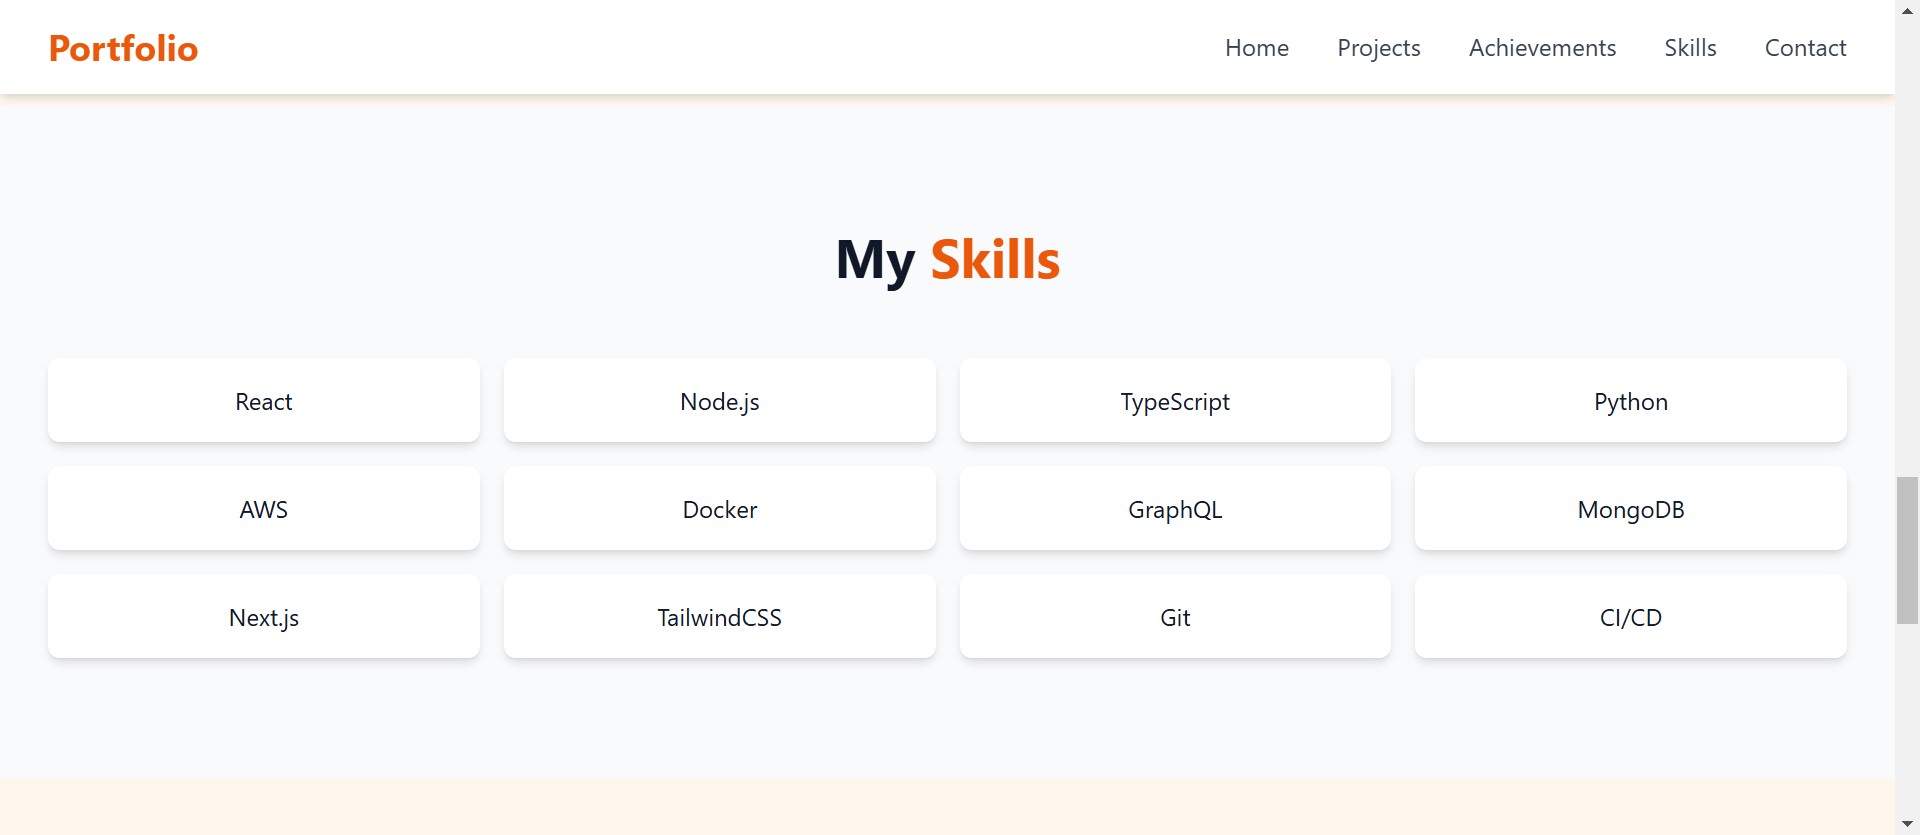 Portfolio
Home Projects Achievements Skills Contact
My Skills
React Node.js TypeScript Python
AWS Docker GraphQL MongoDB
Next.js TailwindCSS Git CI/CD